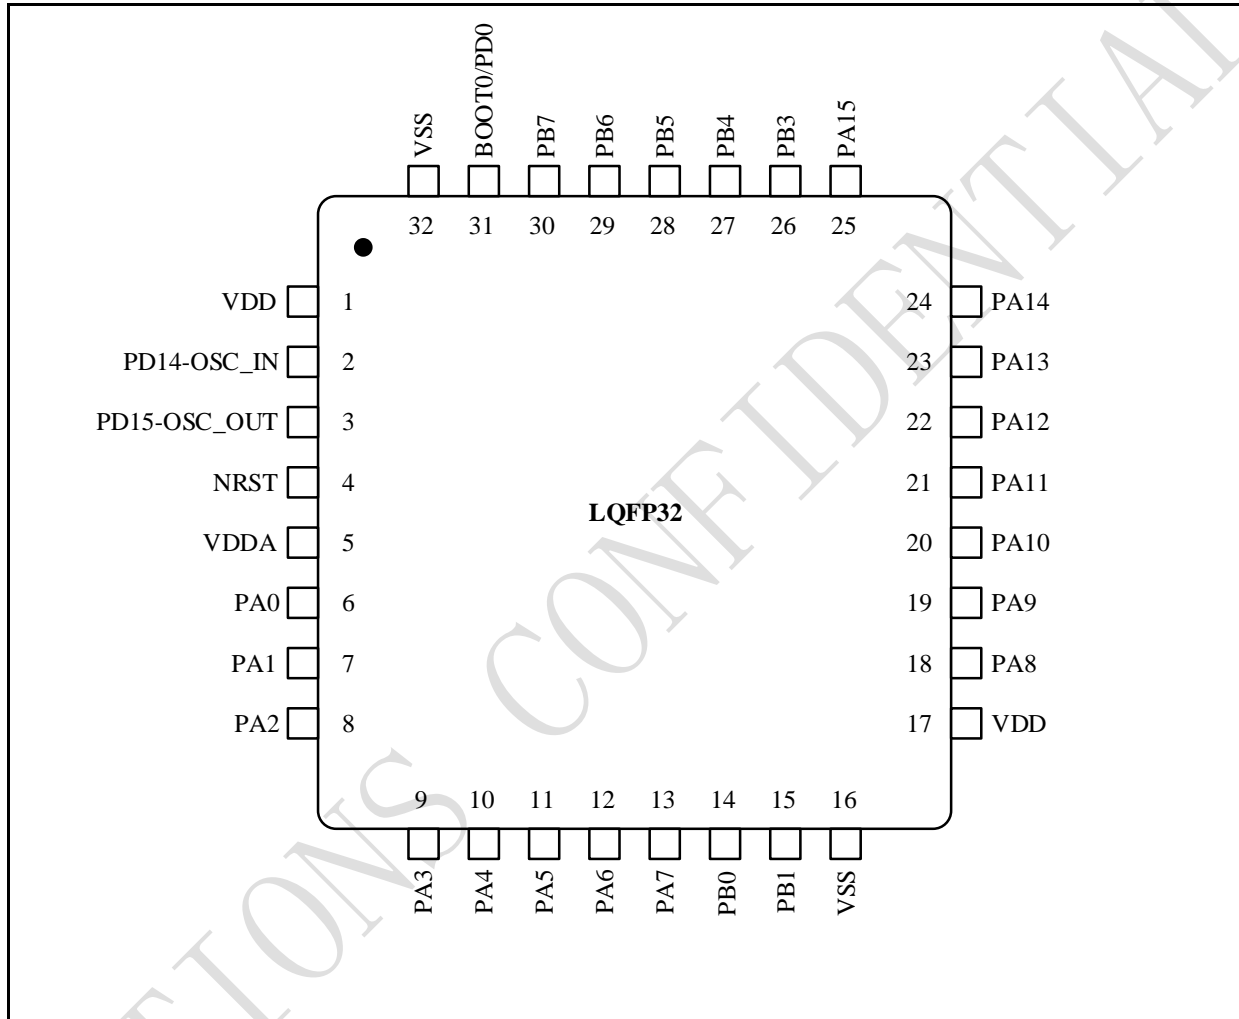 VSS
BOOT0/PD0
PB7
PB6
PB5
PB4
PB3
PA15
32 31 30 29 28 27 26 25
VDD 1
PD14-OSC_IN 2
PD15-OSC_OUT 3
NRST 4
VDDA 5
PA0 6
PA1 7
PA2 8
24 PA14
23 PA13
22 PA12
21 PA11
20 PA10
19 PA9
18 PA8
17 VDD
LQFP32
9 10 11 12 13 14 15 16
PA3
PA4
PA5
PA6
PA7
PB0
PB1
VSS
CONFIDENTIAL